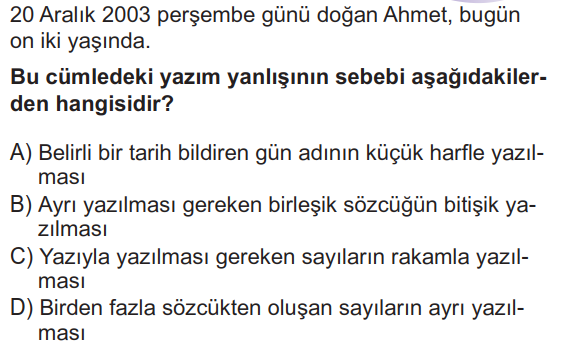 20 Aralık 2003 perşembe günü doğan Ahmet, bugün
on iki yaşında.
Bu cümledeki yazım yanlışının sebebi aşağıdakiler-
den hangisidir?
A) Belirli bir tarih bildiren gün adının küçük harfle yazıl-
ması
B) Ayrı yazılması gereken birleşik sözcüğün bitişik ya-
zılması
C) Yazıyla yazılması gereken sayıların rakamla yazıl-
ması
D) Birden fazla sözcükten oluşan sayıların ayrı yazıl-
ması